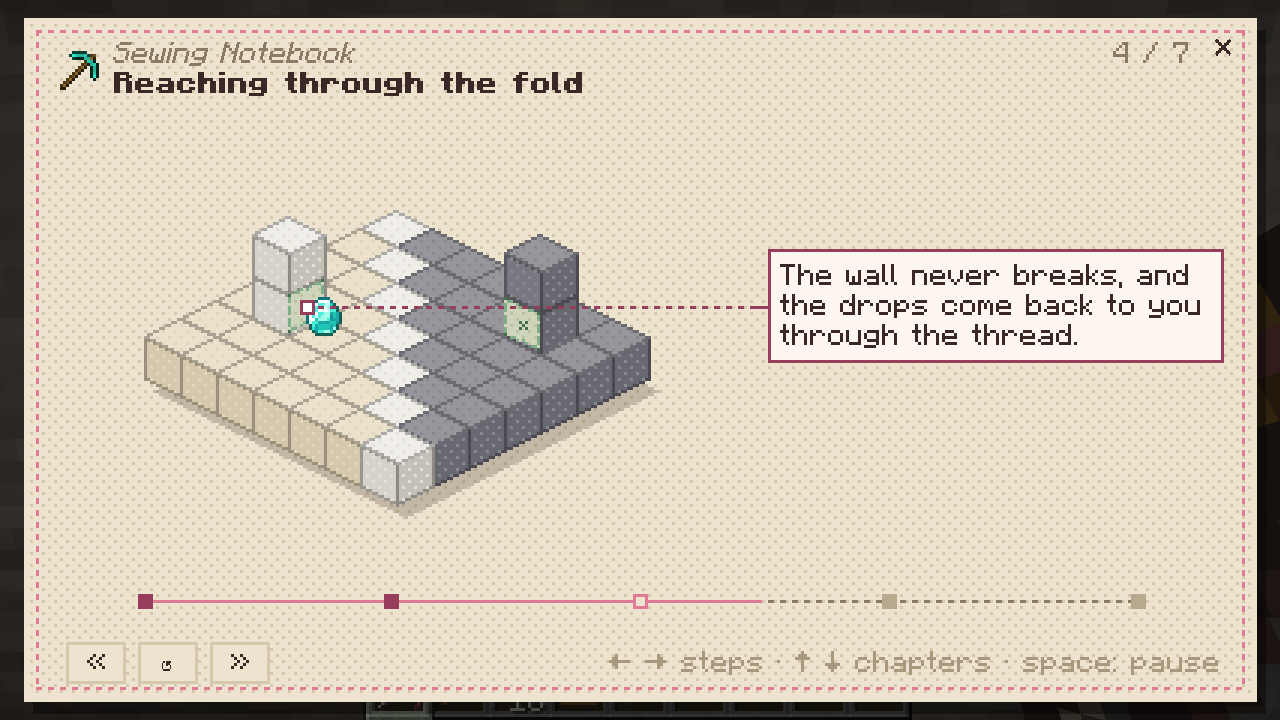 Sewing Notebook
4 / 7
Reaching through the fold
The wall never breaks, and
the drops come back to you
through the thread.
← → steps · ↑ ↓ chapters · space: pause